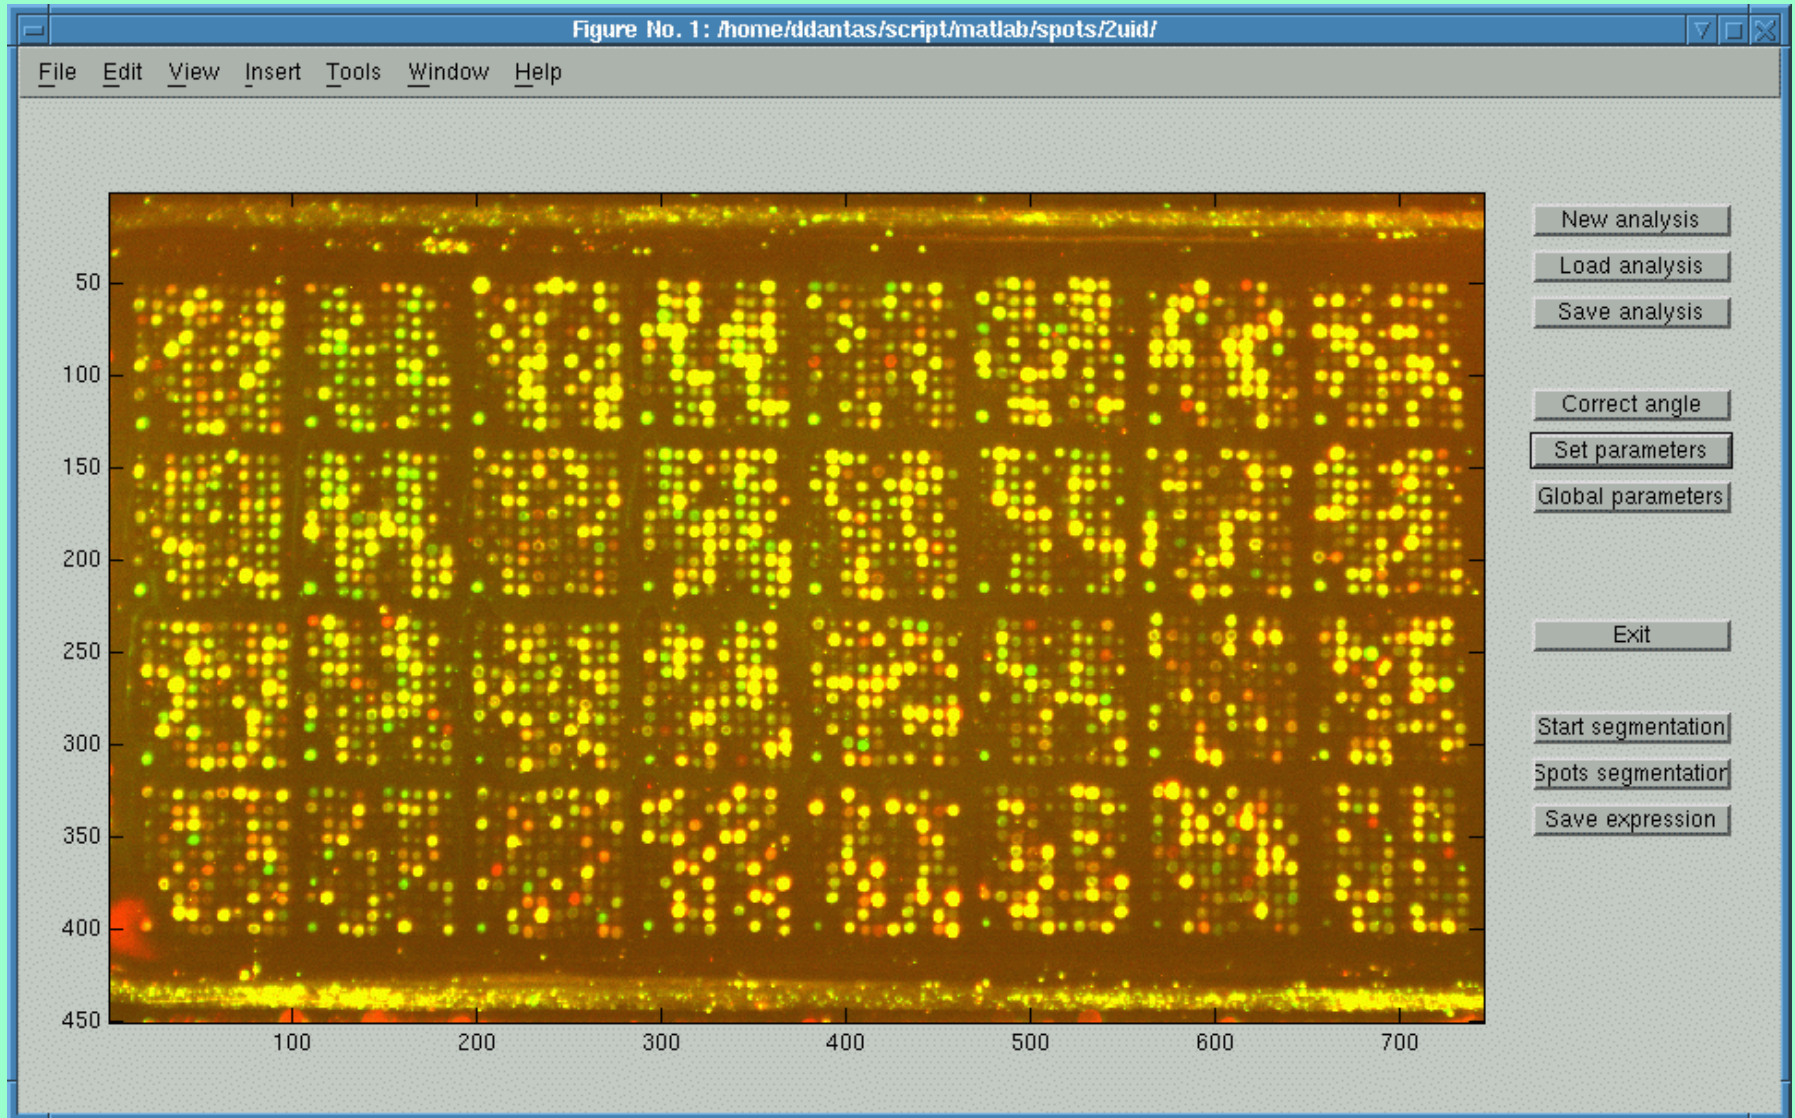 Figure No. 1: /home/ddantas/script/matlab/spots/2uid/
File Edit View Insert Tools Window Help
50
100
150
200
250
300
350
400
450
100 200 300 400 500 600 700
New analysis
Load analysis
Save analysis
Correct angle
Set parameters
Global parameters
Exit
Start segmentation
Spots segmentation
Save expression